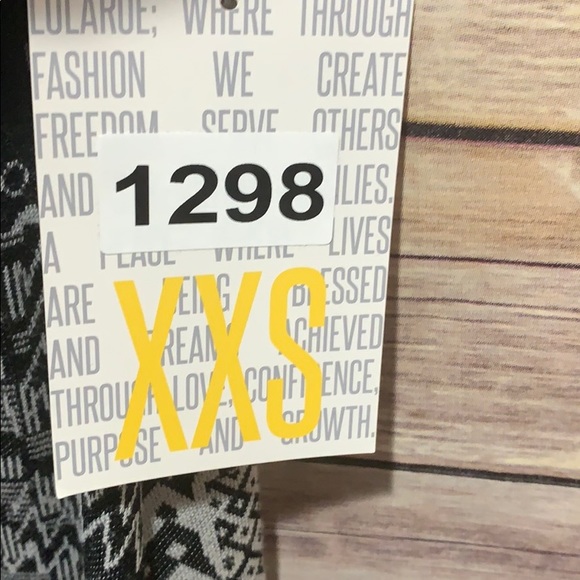 LULAROE; WHERE THROUGH
FASHION WE CREATE
FREEDOM, SERVE OTHERS
AND
1298
A PLACE WHERE LIVES
ARE BEING BLESSED
AND DREAMS ACHIEVED
THROUGH LOVE, CONFIDENCE,
PURPOSE AND GROWTH.
XXS